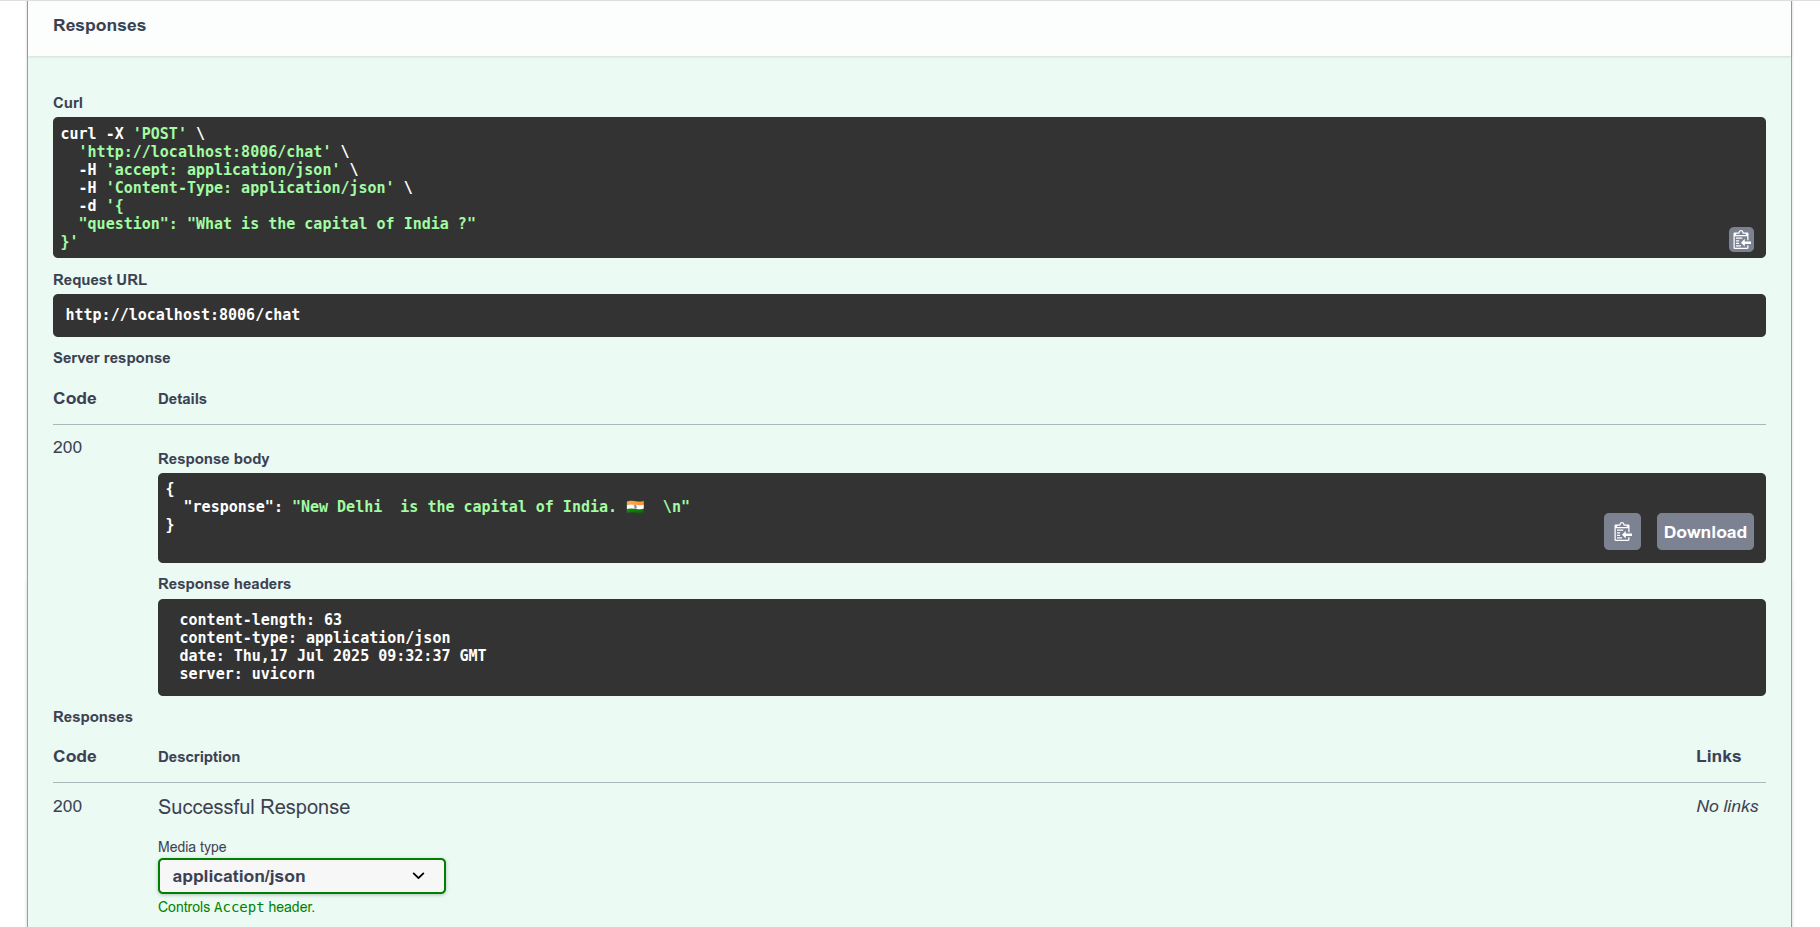 Responses
Curl
curl -X 'POST' \
  'http://localhost:8006/chat' \
  -H 'accept: application/json' \
  -H 'Content-Type: application/json' \
  -d '{
  "question": "What is the capital of India ?"
}'
Request URL
http://localhost:8006/chat
Server response
Code Details
200
Response body
{
  "response": "New Delhi  is the capital of India. 🇮🇳  \n"
}
Download
Response headers
content-length: 63
content-type: application/json
date: Thu,17 Jul 2025 09:32:37 GMT
server: uvicorn
Responses
Code Description Links
200 Successful Response No links
Media type
application/json
Controls Accept header.